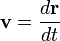 v = dr/dt